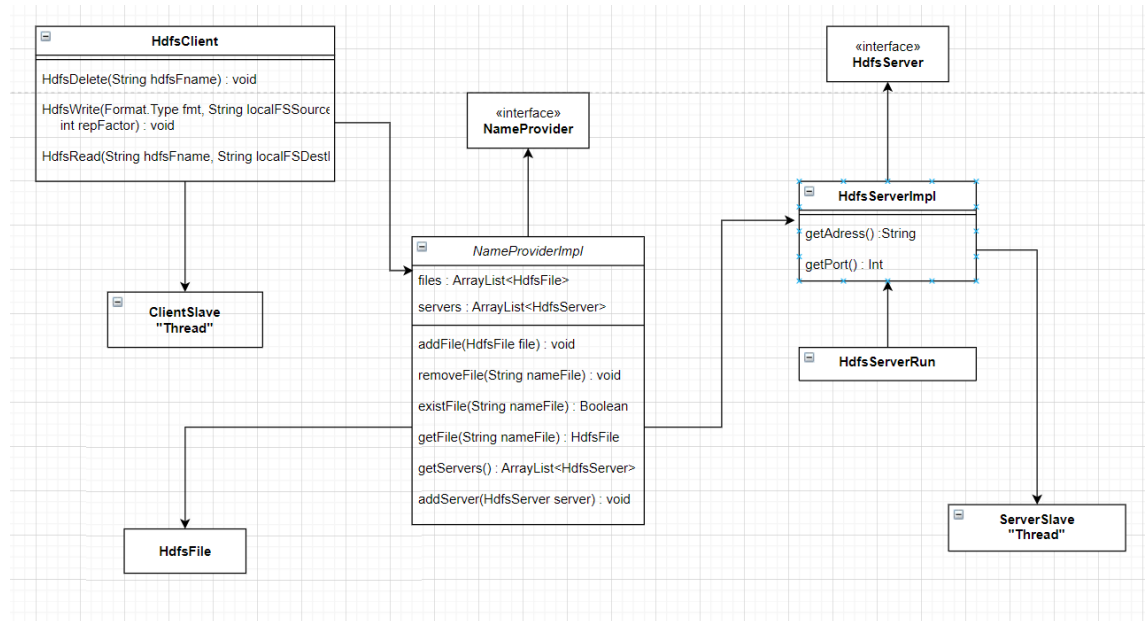 HdfsClient
HdfsDelete(String hdfsFname) : void
HdfsWrite(Format.Type fmt, String localFSSource
int repFactor) : void
HdfsRead(String hdfsFname, String localFSDestl
«interface»
NameProvider
«interface»
HdfsServer
HdfsServerImpl
getAdress() :String
getPort() : Int
NameProviderImpl
files : ArrayList<HdfsFile>
servers : ArrayList<HdfsServer>
addFile(HdfsFile file) : void
removeFile(String nameFile) : void
existFile(String nameFile) : Boolean
getFile(String nameFile) : HdfsFile
getServers() : ArrayList<HdfsServer>
addServer(HdfsServer server) : void
ClientSlave
"Thread"
HdfsServerRun
HdfsFile
ServerSlave
"Thread"